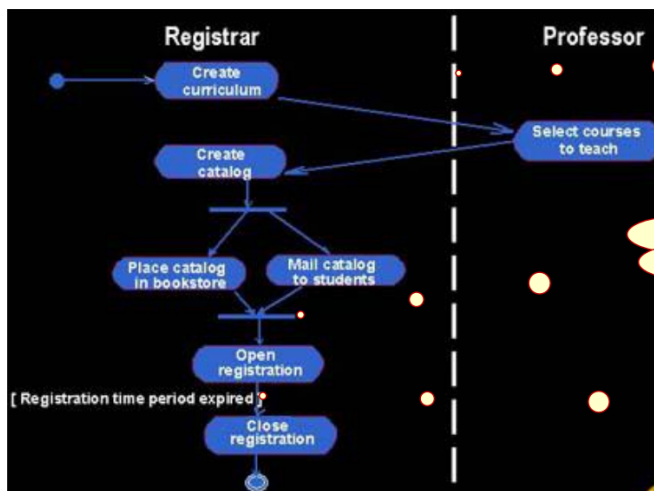 Registrar
Professor
Create
curriculum
Select courses
to teach
Create
catalog
Place catalog
in bookstore
Mail catalog
to students
Open
registration
[ Registration time period expired ]
Close
registration